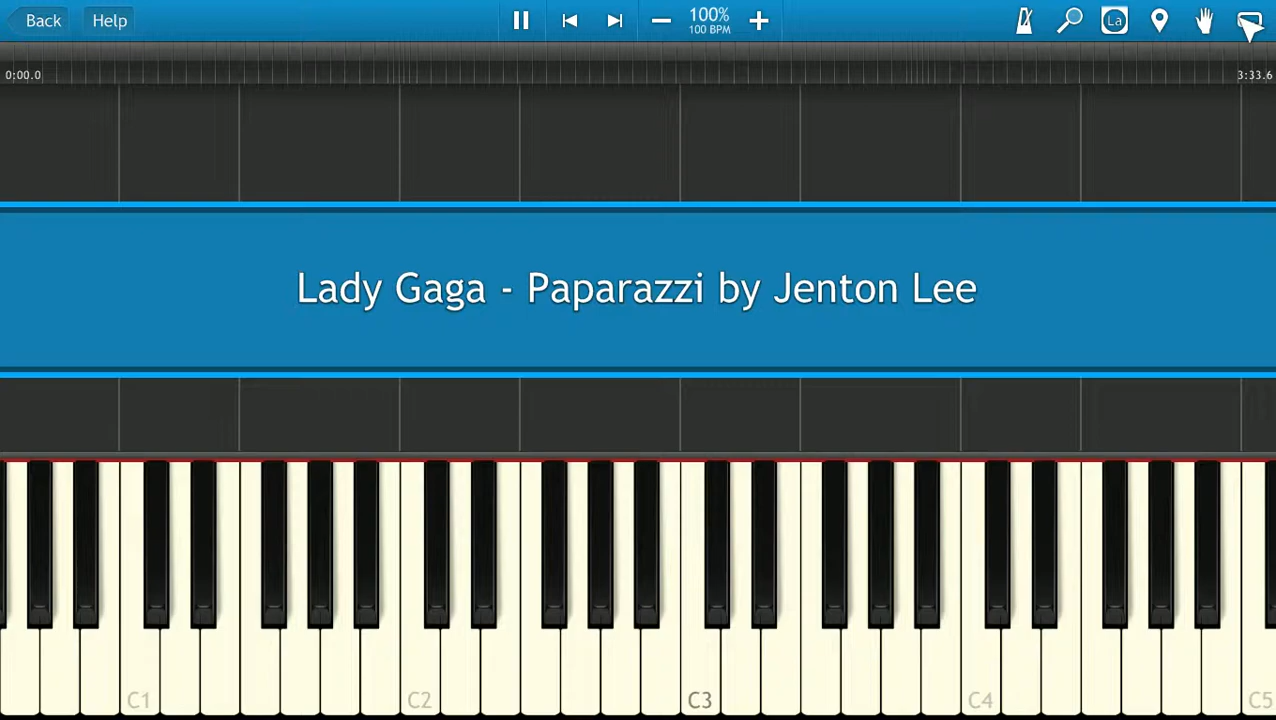 Back Help 100% La
100 BPM
0:00.0 3:33.6
Lady Gaga - Paparazzi by Jenton Lee
C1 C2 C3 C4 C5